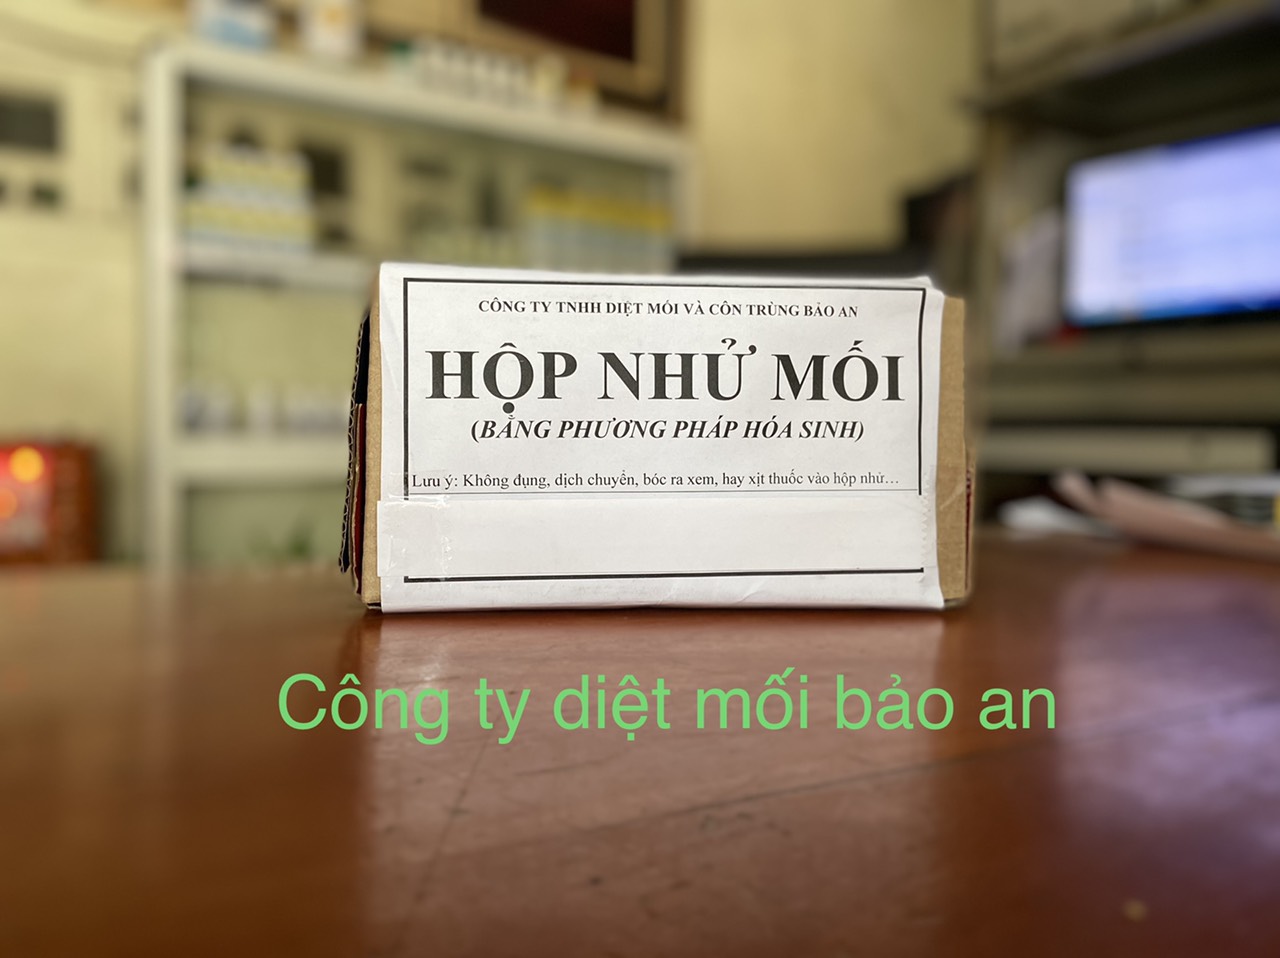 CÔNG TY TNHH DIỆT MỐI VÀ CÔN TRÙNG BẢO AN
HỘP NHỬ MỐI
(BẰNG PHƯƠNG PHÁP HÓA SINH)
Lưu ý: Không đụng, dịch chuyển, bóc ra xem, hay xịt thuốc vào hộp nhử...
Công ty diệt mối bảo an